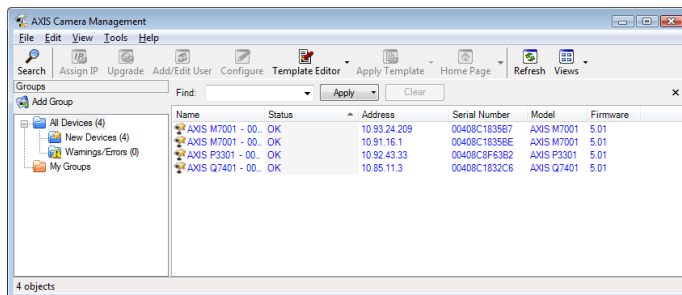 AXIS Camera Management
File Edit View Tools Help
Search Assign IP Upgrade Add/Edit User Configure Template Editor Apply Template Home Page Refresh Views
Groups
Add Group
All Devices (4)
New Devices (4)
Warnings/Errors (0)
My Groups
Find: Apply Clear
Name Status Address Serial Number Model Firmware
AXIS M7001 - 00... OK 10.93.24.209 00408C1835B7 AXIS M7001 5.01
AXIS M7001 - 00... OK 10.91.16.1 00408C1835BE AXIS M7001 5.01
AXIS P3301 - 00... OK 10.92.43.33 00408C8F63B2 AXIS P3301 5.01
AXIS Q7401 - 00... OK 10.85.11.3 00408C1832C6 AXIS Q7401 5.01
4 objects